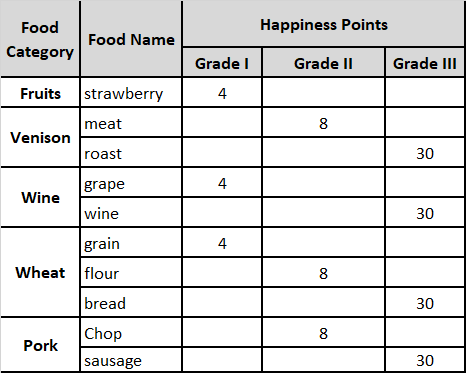 Food Category Food Name Happiness Points
Grade I Grade II Grade III
Fruits strawberry 4
Venison meat 8
roast 30
Wine grape 4
wine 30
Wheat grain 4
flour 8
bread 30
Pork Chop 8
sausage 30